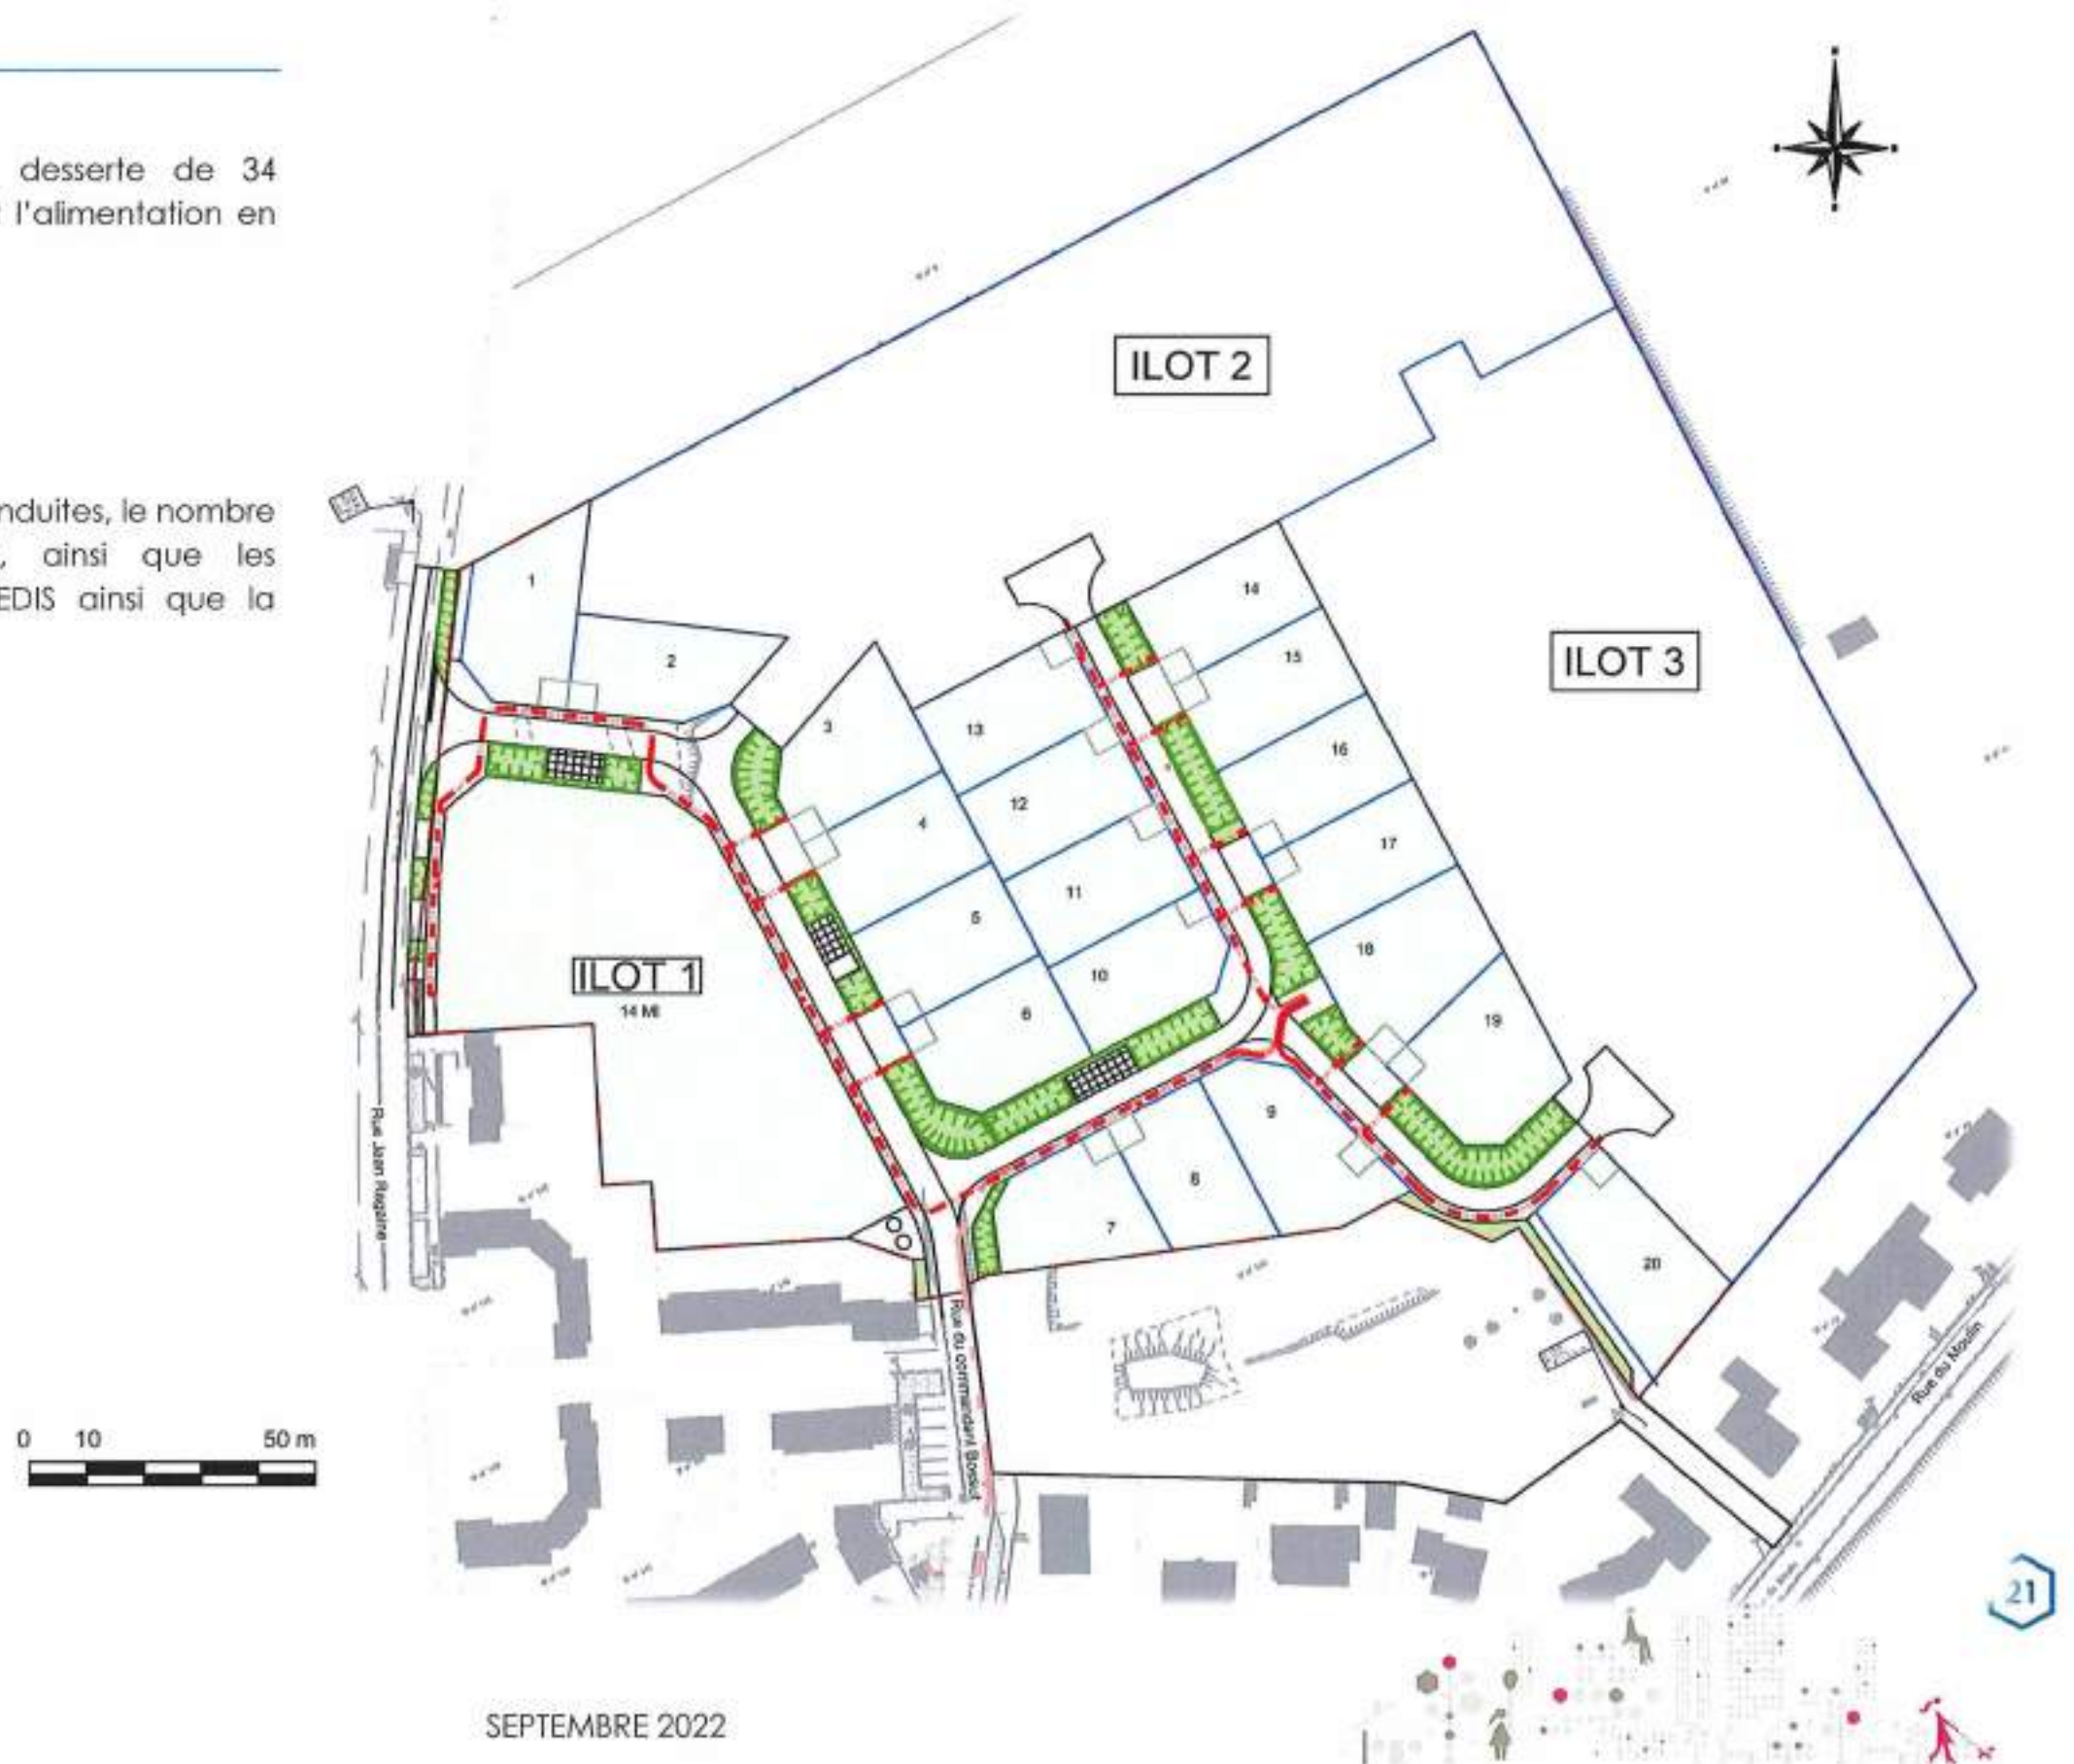 desserte de 34
l'alimentation en
nduites, le nombre
, ainsi que les
EDIS ainsi que la
ILOT 2
ILOT 3
ILOT 1
14 MI
1
2
3
4
5
6
7
8
9
10
11
12
13
14
15
16
17
18
19
20
Rue Jean Ragaine
Rue du commandant Bossut
Rue du Moulin
0 10 50 m
21
SEPTEMBRE 2022